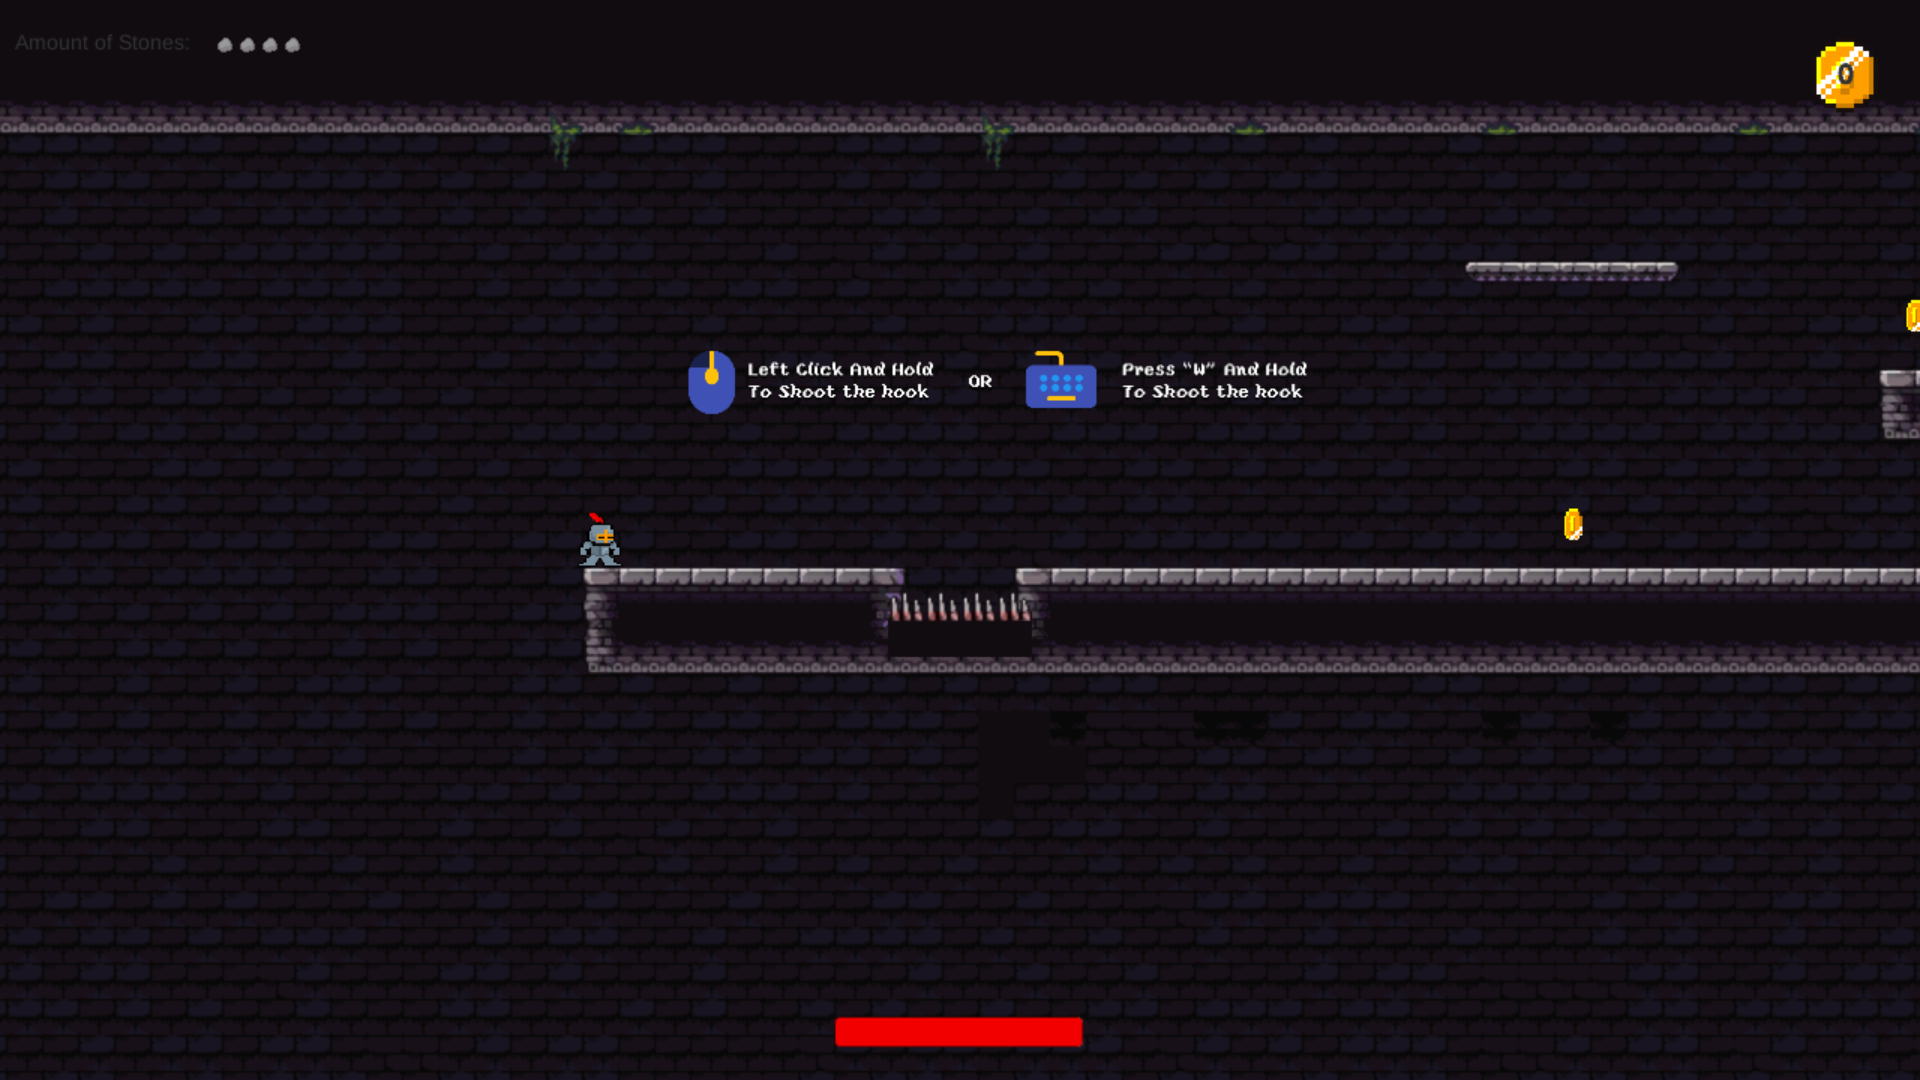 Amount of Stones:
0
Left Click And Hold
To Shoot the hook
OR
Press "W" And Hold
To Shoot the hook